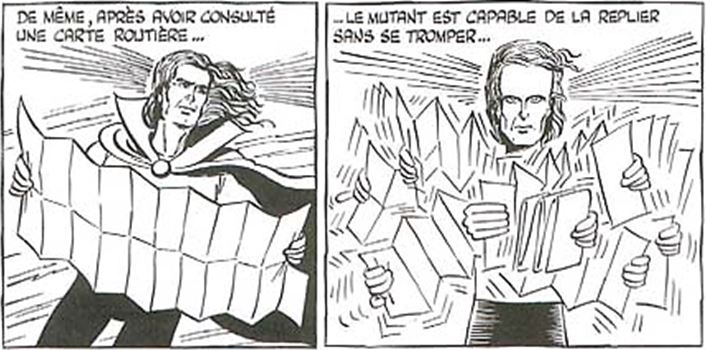 DE MÊME, APRÈS AVOIR CONSULTÉ
UNE CARTE ROUTIÈRE...
...LE MUTANT EST CAPABLE DE LA REPLIER
SANS SE TROMPER...